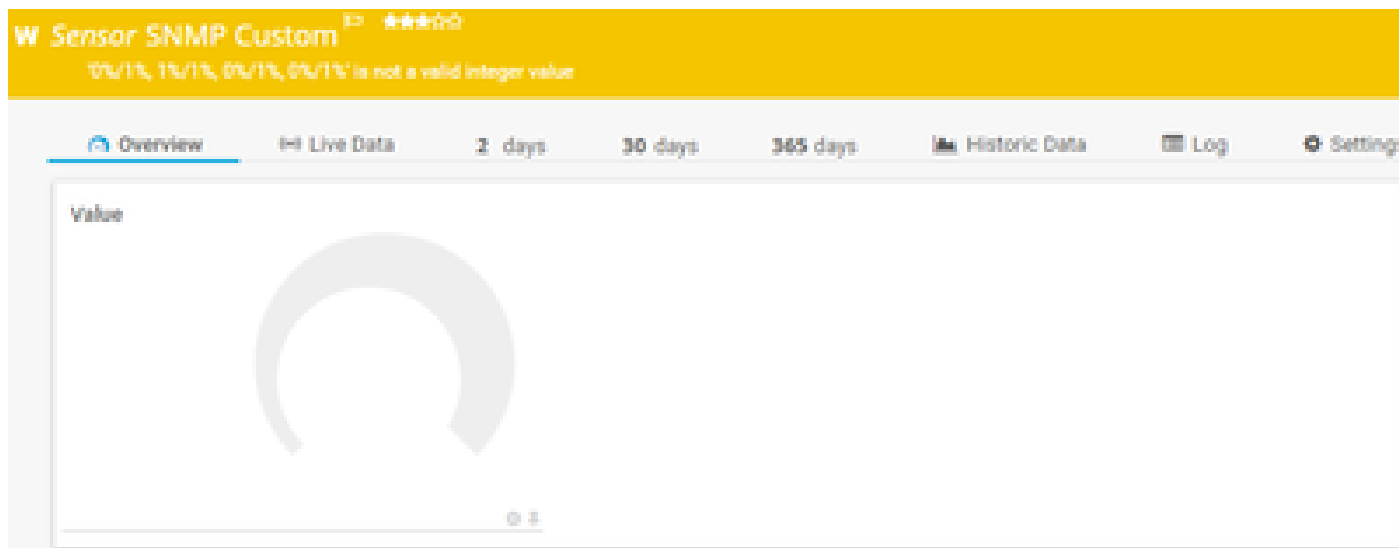 W Sensor SNMP Custom
'0%/1%, 1%/1%, 0%/1%, 0%/1%' is not a valid integer value
Overview
Live Data
2 days
30 days
365 days
Historic Data
Log
Settings
Value